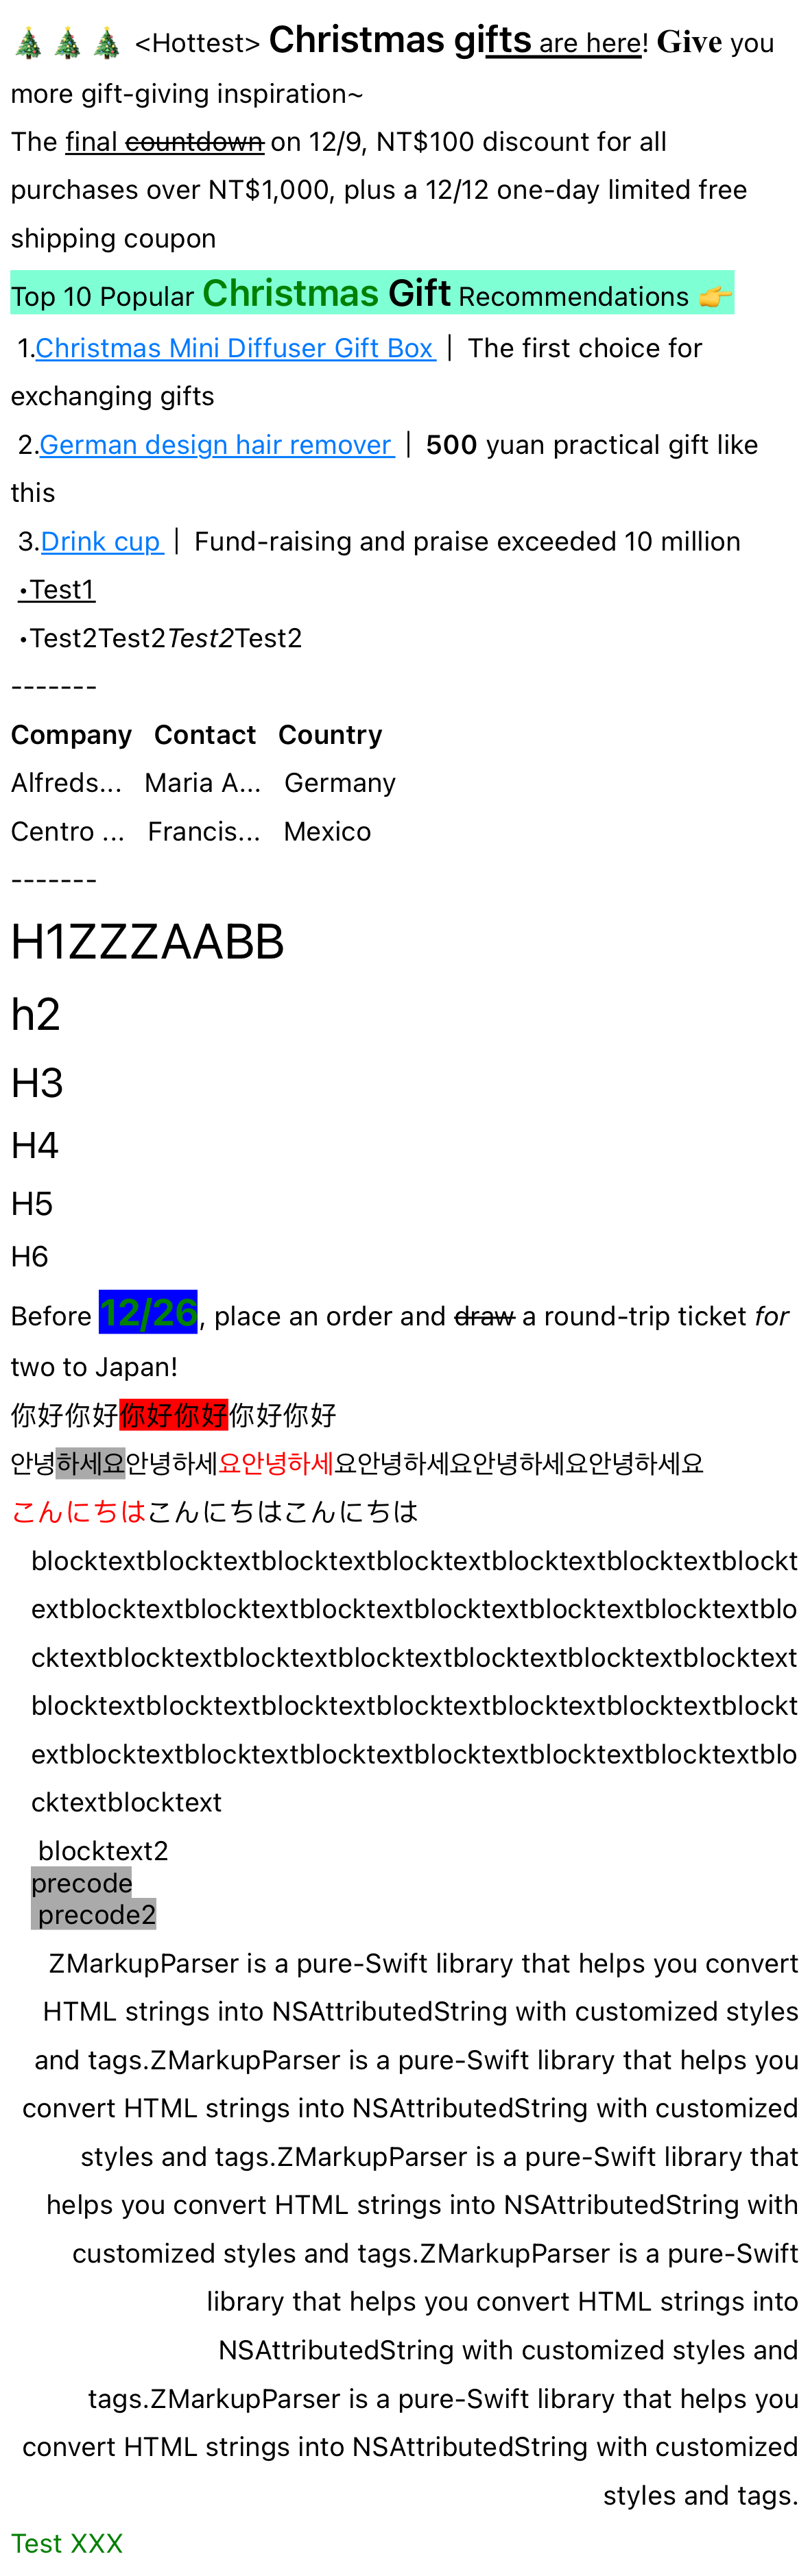 🎄🎄🎄 <Hottest> Christmas gifts are here! Give you
more gift-giving inspiration~
The final countdown on 12/9, NT$100 discount for all
purchases over NT$1,000, plus a 12/12 one-day limited free
shipping coupon
Top 10 Popular Christmas Gift Recommendations 👉
1.Christmas Mini Diffuser Gift Box | The first choice for
exchanging gifts
2.German design hair remover | 500 yuan practical gift like
this
3.Drink cup | Fund-raising and praise exceeded 10 million
•Test1
•Test2Test2Test2Test2
-------
Company Contact Country
Alfreds... Maria A... Germany
Centro ... Francis... Mexico
-------
H1ZZZAABB
h2
H3
H4
H5
H6
Before 12/26, place an order and draw a round-trip ticket for
two to Japan!
你好你好你好你好你好你好
안녕하세요안녕하세요안녕하세요안녕하세요안녕하세요안녕하세요
こんにちはこんにちはこんにちは
blocktextblocktextblocktextblocktextblocktextblocktextblockt
extblocktextblocktextblocktextblocktextblocktextblocktextblo
cktextblocktextblocktextblocktextblocktextblocktextblocktext
blocktextblocktextblocktextblocktextblocktextblocktextblockt
extblocktextblocktextblocktextblocktextblocktextblocktextblo
cktextblocktext
blocktext2
precode
precode2
ZMarkupParser is a pure-Swift library that helps you convert
HTML strings into NSAttributedString with customized styles
and tags.ZMarkupParser is a pure-Swift library that helps you
convert HTML strings into NSAttributedString with customized
styles and tags.ZMarkupParser is a pure-Swift library that
helps you convert HTML strings into NSAttributedString with
customized styles and tags.ZMarkupParser is a pure-Swift
library that helps you convert HTML strings into
NSAttributedString with customized styles and
tags.ZMarkupParser is a pure-Swift library that helps you
convert HTML strings into NSAttributedString with customized
styles and tags.
Test XXX